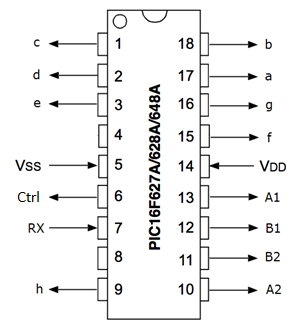 c 1 18 b
d 2 17 a
e 3 16 g
4 15 f
VSS 5 14 VDD
Ctrl 6 13 A1
RX 7 12 B1
8 11 B2
h 9 10 A2
PIC16F627A/628A/648A